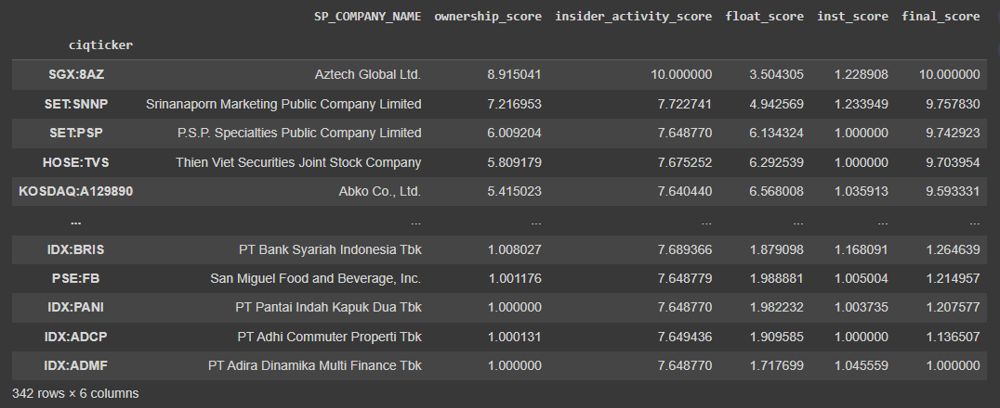 SP_COMPANY_NAME ownership_score insider_activity_score float_score inst_score final_score
ciqticker
SGX:8AZ Aztech Global Ltd. 8.915041 10.000000 3.504305 1.228908 10.000000
SET:SNNP Srinanaporn Marketing Public Company Limited 7.216953 7.722741 4.942569 1.233949 9.757830
SET:PSP P.S.P. Specialties Public Company Limited 6.009204 7.648770 6.134324 1.000000 9.742923
HOSE:TVS Thien Viet Securities Joint Stock Company 5.809179 7.675252 6.292539 1.000000 9.703954
KOSDAQ:A129890 Abko Co., Ltd. 5.415023 7.640440 6.568008 1.035913 9.593331
... ... ... ... ... ... ...
IDX:BRIS PT Bank Syariah Indonesia Tbk 1.008027 7.689366 1.879098 1.168091 1.264639
PSE:FB San Miguel Food and Beverage, Inc. 1.001176 7.648779 1.988881 1.005004 1.214957
IDX:PANI PT Pantai Indah Kapuk Dua Tbk 1.000000 7.648770 1.982232 1.003735 1.207577
IDX:ADCP PT Adhi Commuter Properti Tbk 1.000131 7.649436 1.909585 1.000000 1.136507
IDX:ADMF PT Adira Dinamika Multi Finance Tbk 1.000000 7.648770 1.717699 1.045559 1.000000
342 rows × 6 columns